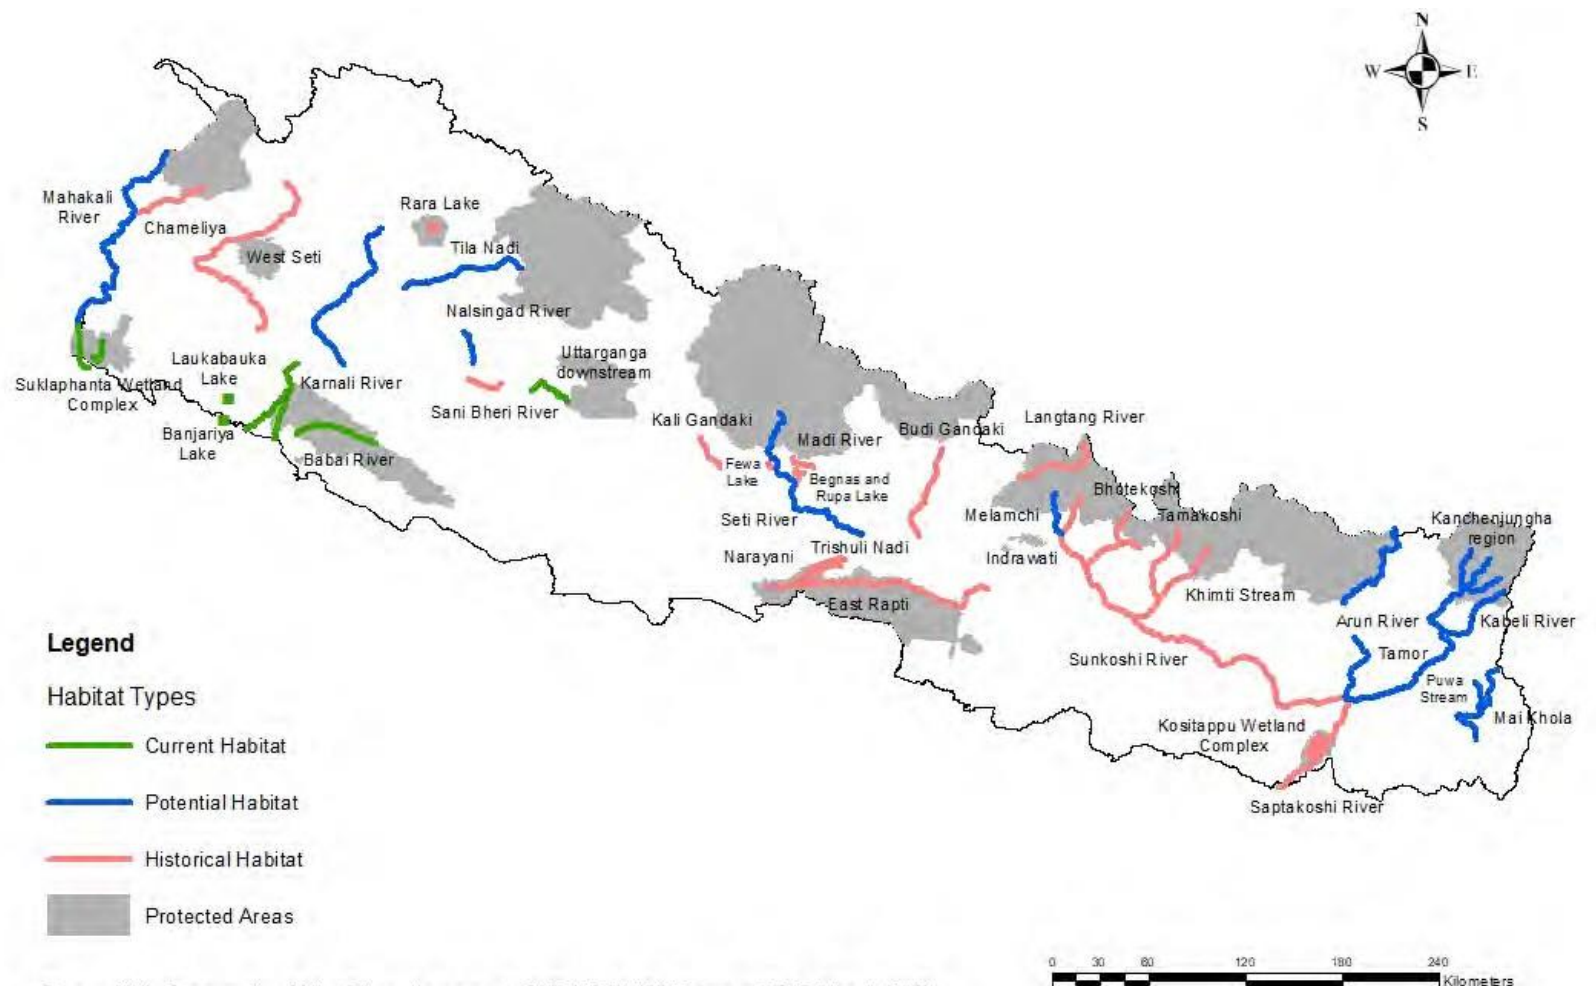 N
W E
S
Mahakali
River
Chameliya
West Seti
Rara Lake
Tila Nadi
Nalsingad River
Laukabauka
Lake
Karnali River
Uttarganga
downstream
Suklaphanta Wetland
Complex
Sani Bheri River
Banjariya
Lake
Babai River
Kali Gandaki
Madi River
Budi Gandaki
Langtang River
Fewa
Lake
Begnas and
Rupa Lake
Bhotekoshi
Seti River
Melamchi
Tamakoshi
Kanchenjungha
region
Narayani
Trishuli Nadi
Indrawati
East Rapti
Khimti Stream
Arun River
Kabeli River
Sunkoshi River
Tamor
Puwa
Stream
Mai Khola
Kositappu Wetland
Complex
Saptakoshi River
Legend
Habitat Types
Current Habitat
Potential Habitat
Historical Habitat
Protected Areas
0 30 60 120 180 240
Kilometers